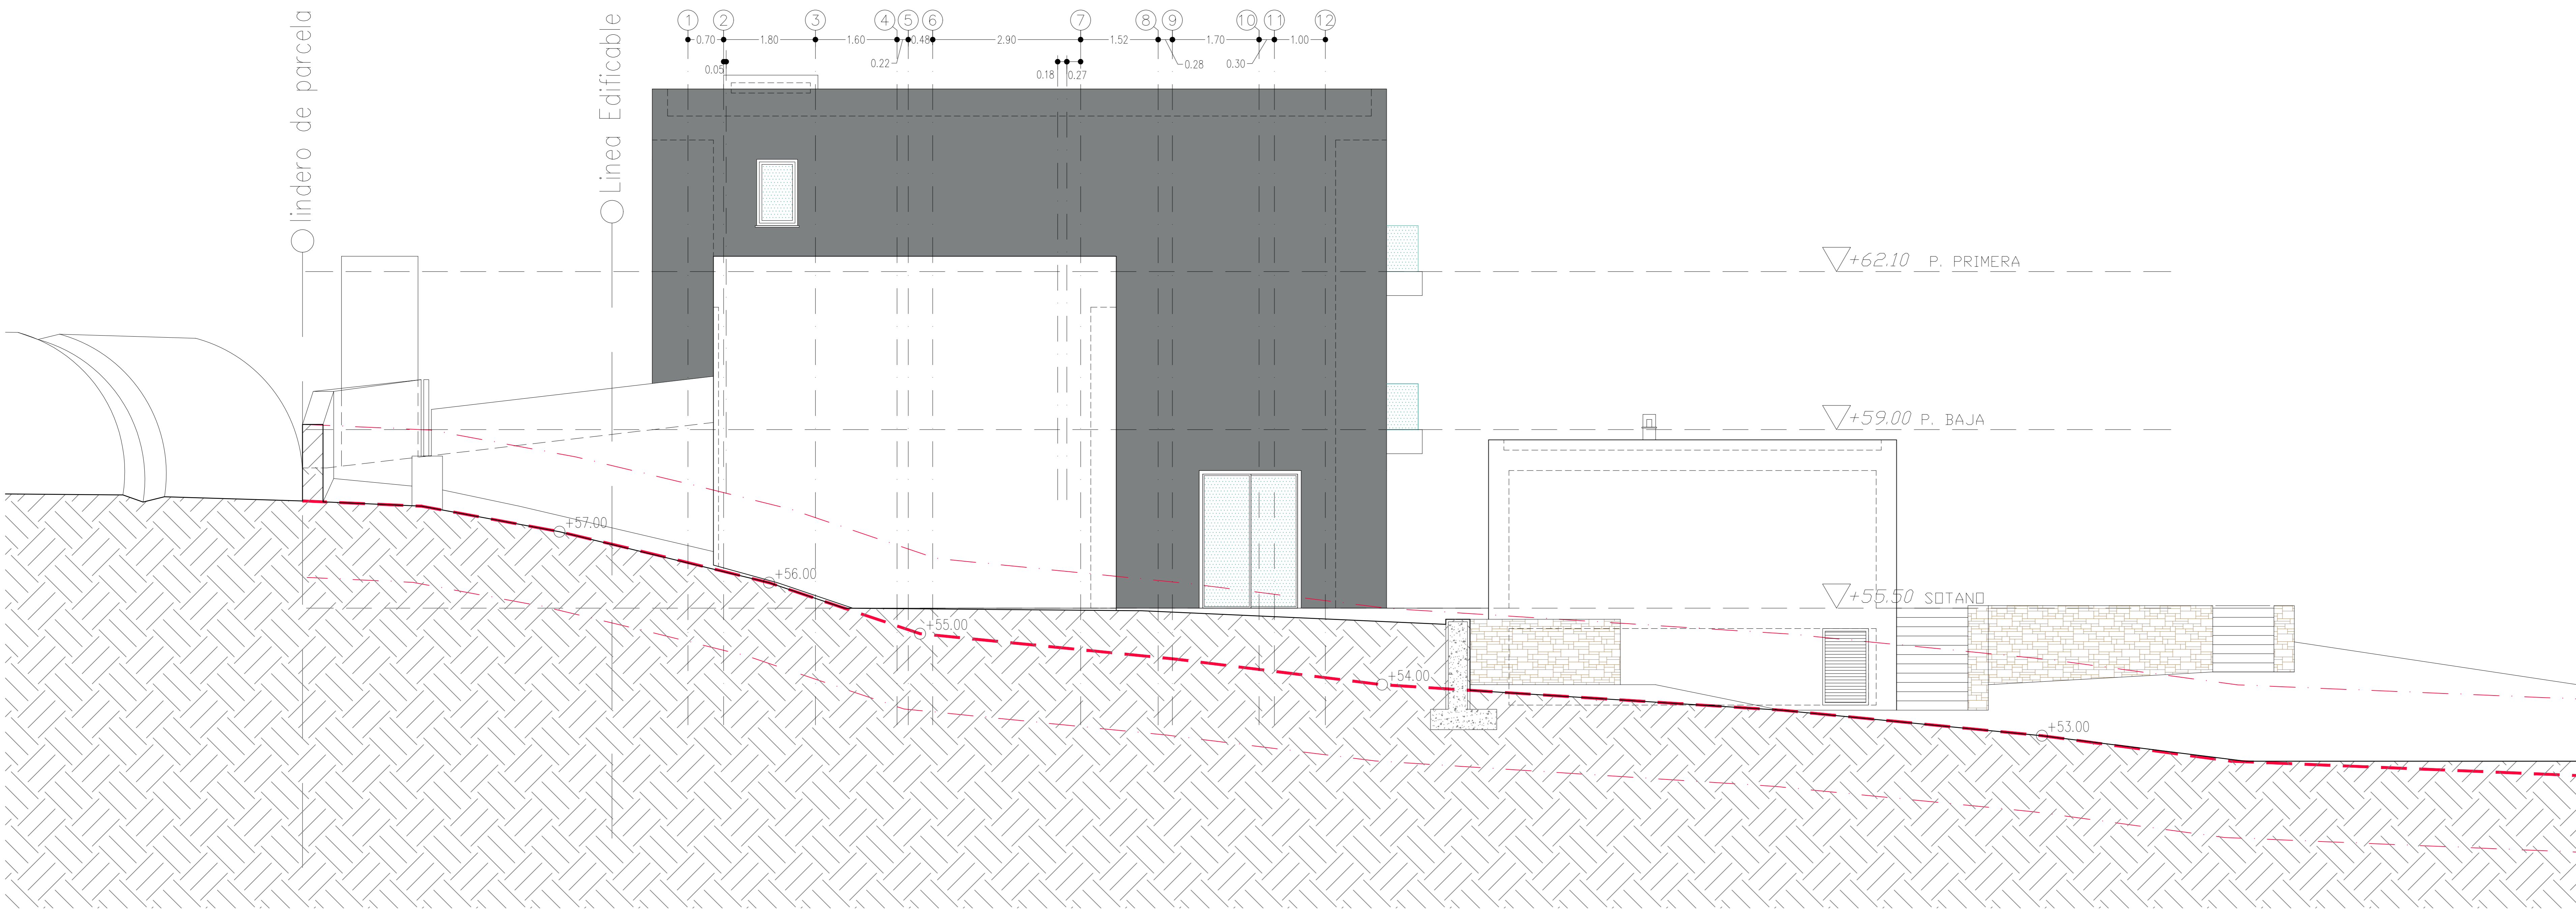 lindero de parcela
Linea Edificable
1 2 3 4 5 6 7 8 9 10 11 12
0.70 1.80 1.60 0.48 2.90 1.52 1.70 1.00
0.05 0.22 0.18 0.27 0.28 0.30
+62.10 P. PRIMERA
+59.00 P. BAJA
+57.00
+56.00
+55.50 SOTANO
+55.00
+54.00
+53.00